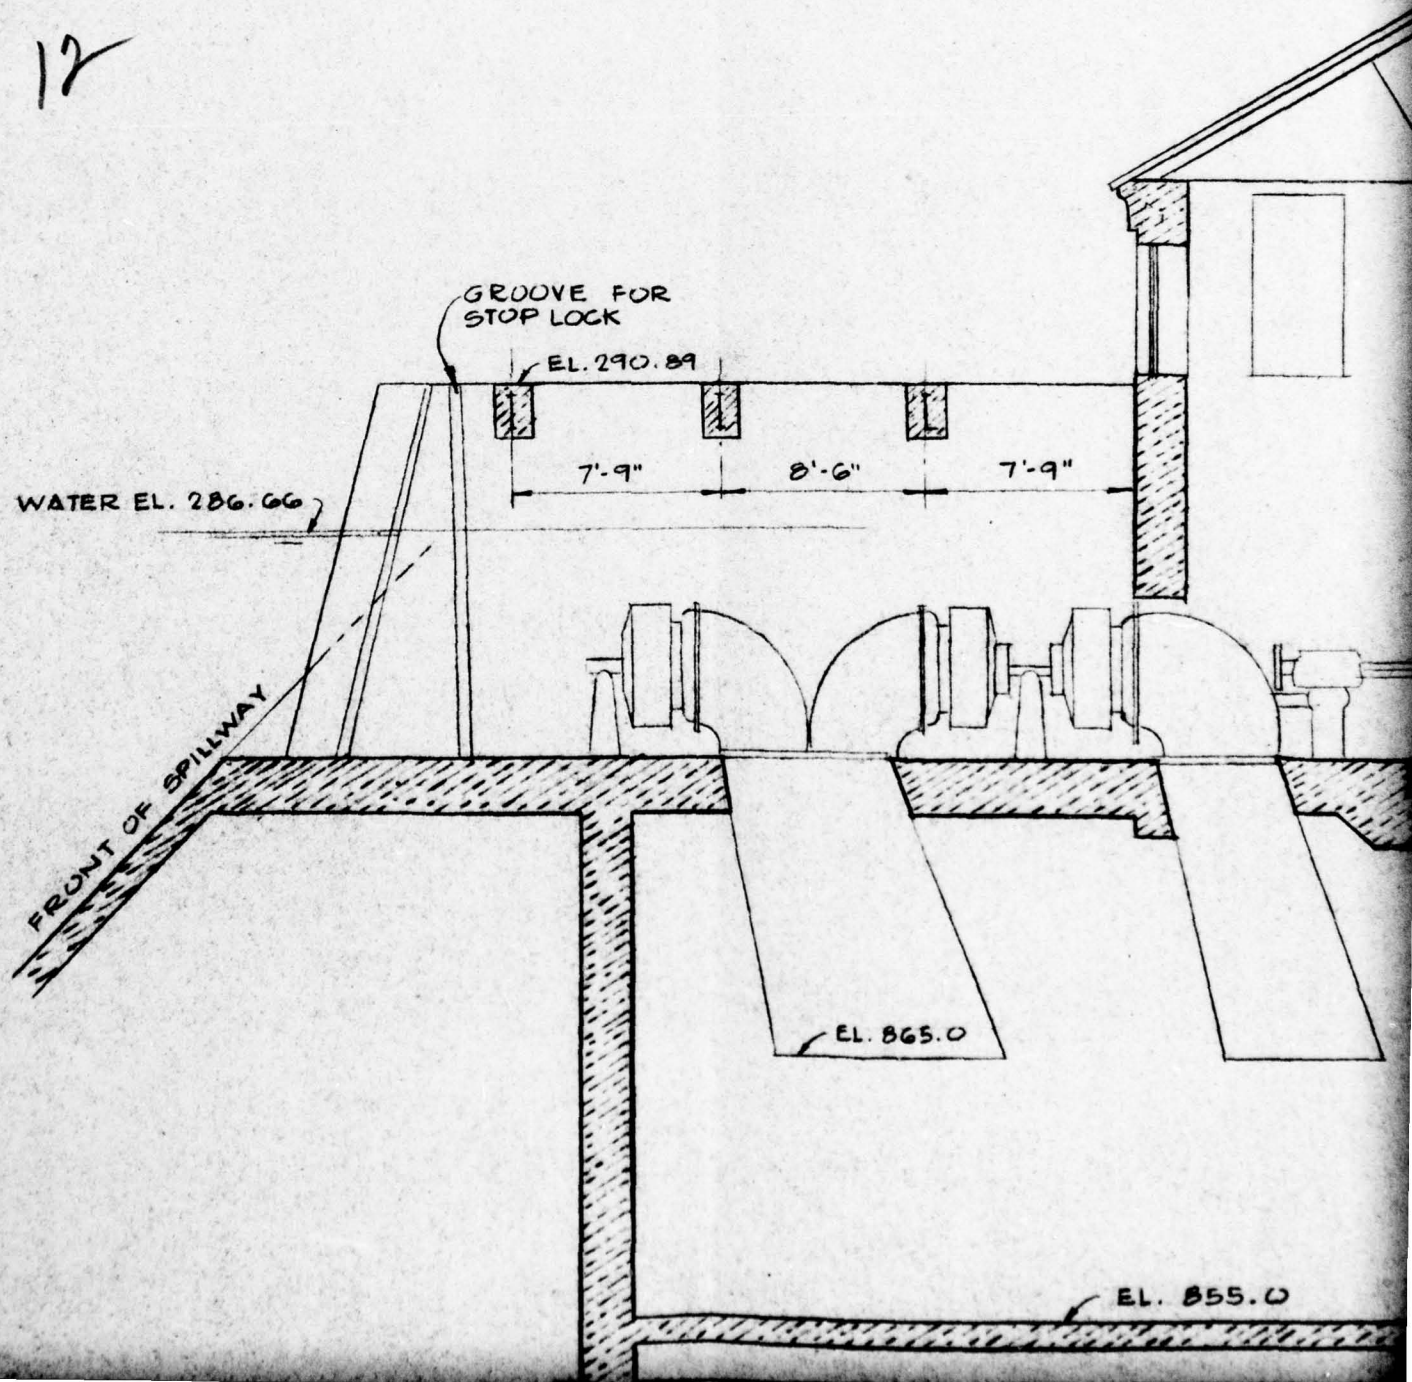 12
GROOVE FOR
STOP LOCK
EL. 290.89
7'-9"
8'-6"
7'-9"
WATER EL. 286.66
FRONT OF SPILLWAY
EL. 865.0
EL. 855.0